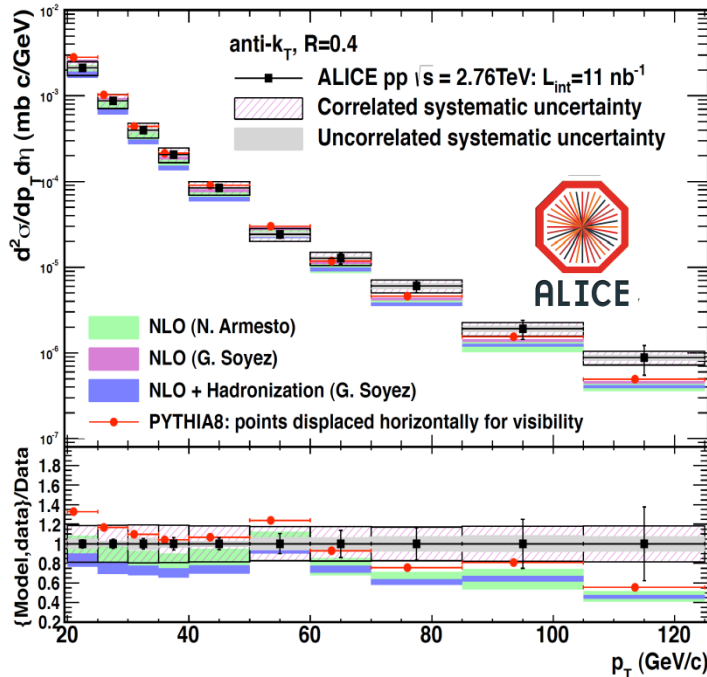 anti-k_T, R=0.4
ALICE pp √s = 2.76TeV: L_int=11 nb⁻¹
Correlated systematic uncertainty
Uncorrelated systematic uncertainty
d²σ/dp_T dη (mb c/GeV)
10⁻³
10⁻⁴
10⁻⁵
10⁻⁶
10⁻⁷
ALICE
NLO (N. Armesto)
NLO (G. Soyez)
NLO + Hadronization (G. Soyez)
PYTHIA8: points displaced horizontally for visibility
{Model,data}/Data
1.8
1.6
1.4
1.2
1
0.8
0.6
0.4
0.2
20 40 60 80 100 120
p_T (GeV/c)